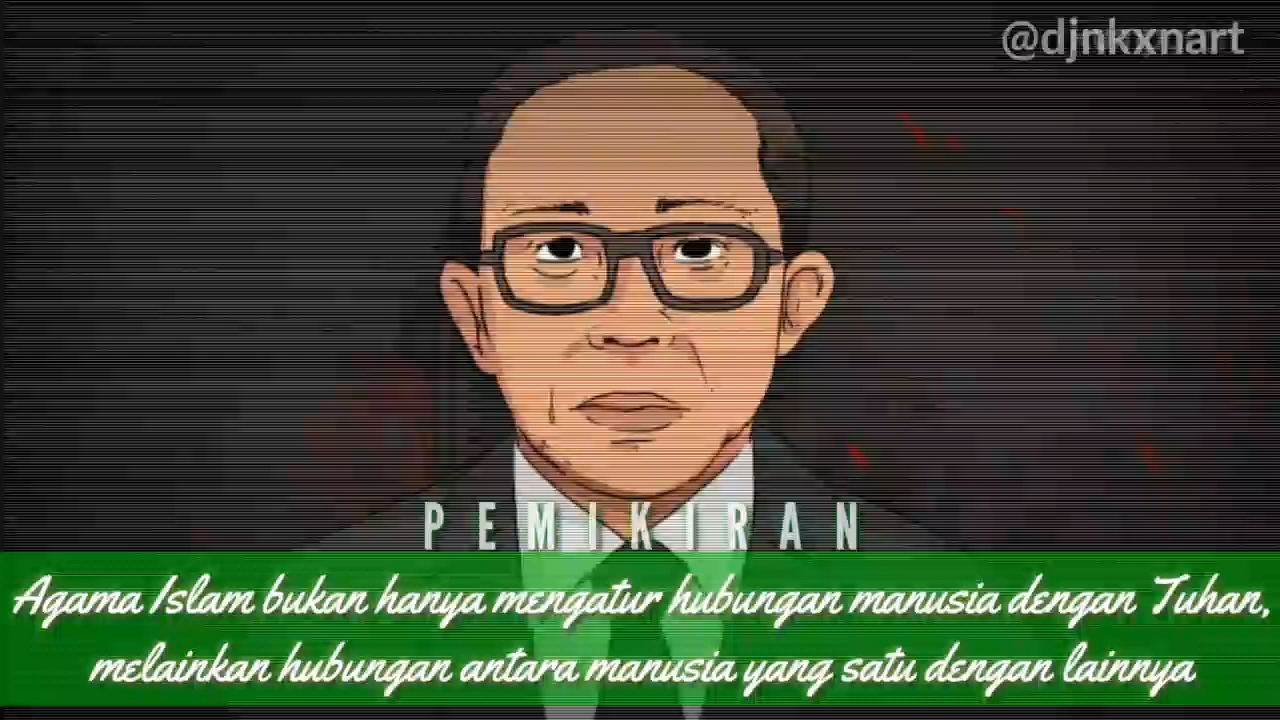 @djnkxnart
PEMIKIRAN
Agama Islam bukan hanya mengatur hubungan manusia dengan Tuhan,
melainkan hubungan antara manusia yang satu dengan lainnya